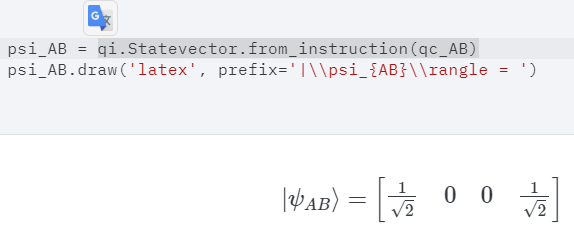 G 文
psi_AB = qi.Statevector.from_instruction(qc_AB)
psi_AB.draw('latex', prefix='|\\psi_{AB}\\rangle = ')
|ψ_AB⟩ = [1/√2 0 0 1/√2]